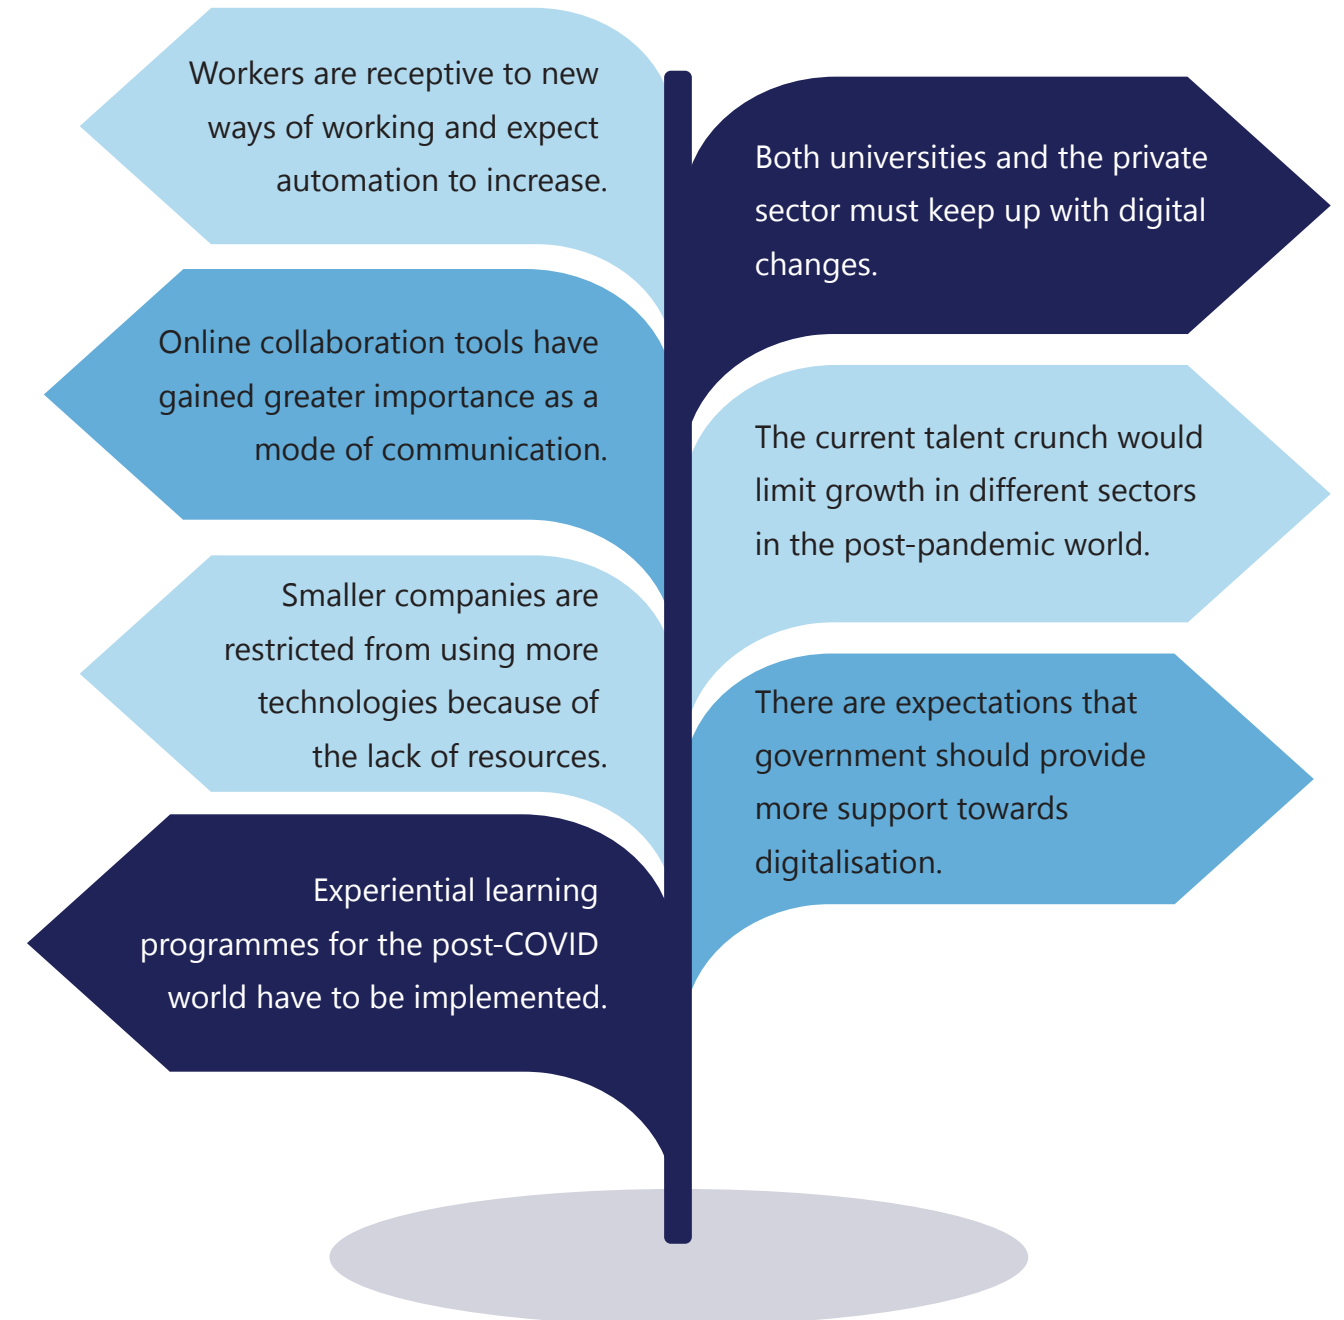 Workers are receptive to new
ways of working and expect
automation to increase.
Both universities and the private
sector must keep up with digital
changes.
Online collaboration tools have
gained greater importance as a
mode of communication.
The current talent crunch would
limit growth in different sectors
in the post-pandemic world.
Smaller companies are
restricted from using more
technologies because of
the lack of resources.
There are expectations that
government should provide
more support towards
digitalisation.
Experiential learning
programmes for the post-COVID
world have to be implemented.